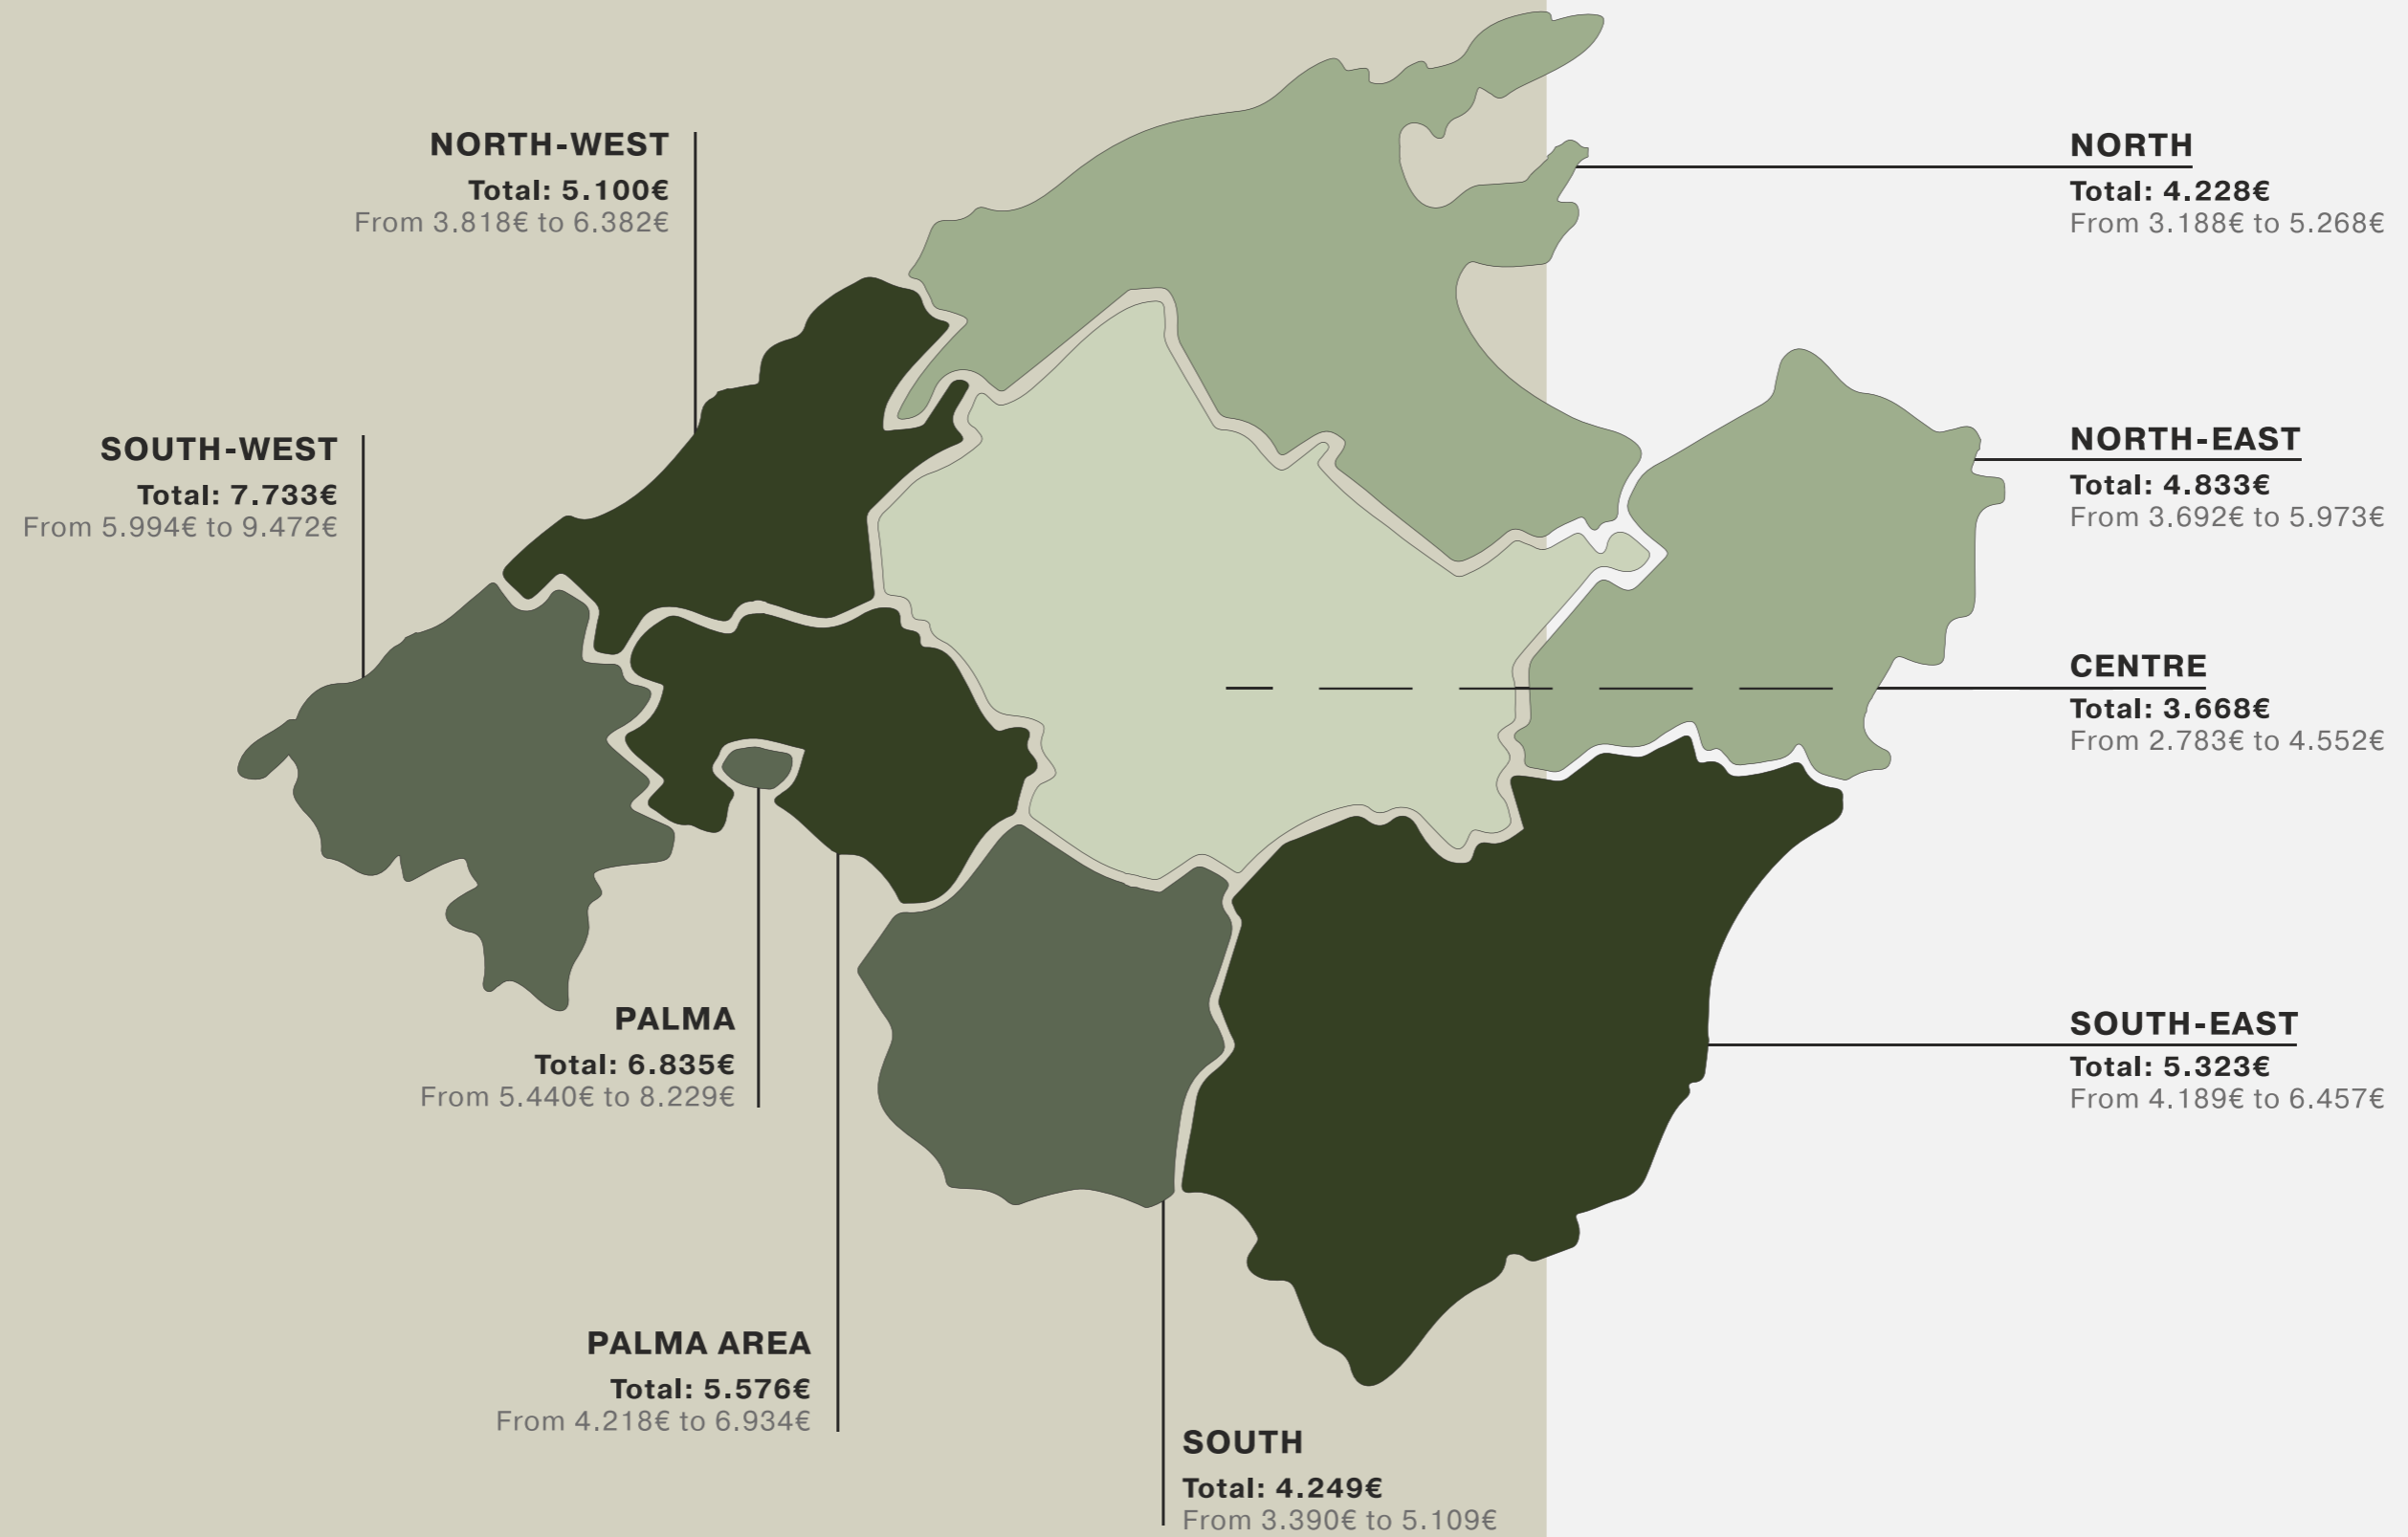 NORTH-WEST
Total: 5.100€
From 3.818€ to 6.382€
NORTH
Total: 4.228€
From 3.188€ to 5.268€
SOUTH-WEST
Total: 7.733€
From 5.994€ to 9.472€
NORTH-EAST
Total: 4.833€
From 3.692€ to 5.973€
CENTRE
Total: 3.668€
From 2.783€ to 4.552€
PALMA
Total: 6.835€
From 5.440€ to 8.229€
SOUTH-EAST
Total: 5.323€
From 4.189€ to 6.457€
PALMA AREA
Total: 5.576€
From 4.218€ to 6.934€
SOUTH
Total: 4.249€
From 3.390€ to 5.109€